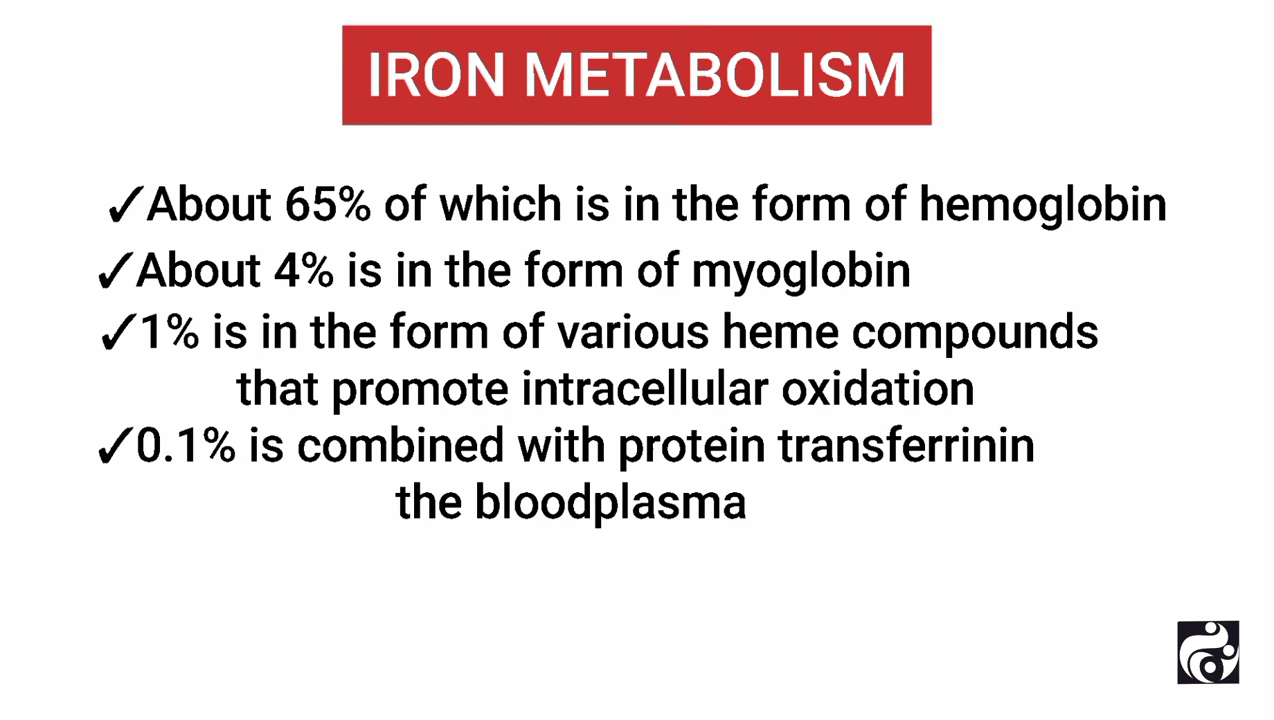 IRON METABOLISM
✓About 65% of which is in the form of hemoglobin
✓About 4% is in the form of myoglobin
✓1% is in the form of various heme compounds
that promote intracellular oxidation
✓0.1% is combined with protein transferrinin
the bloodplasma